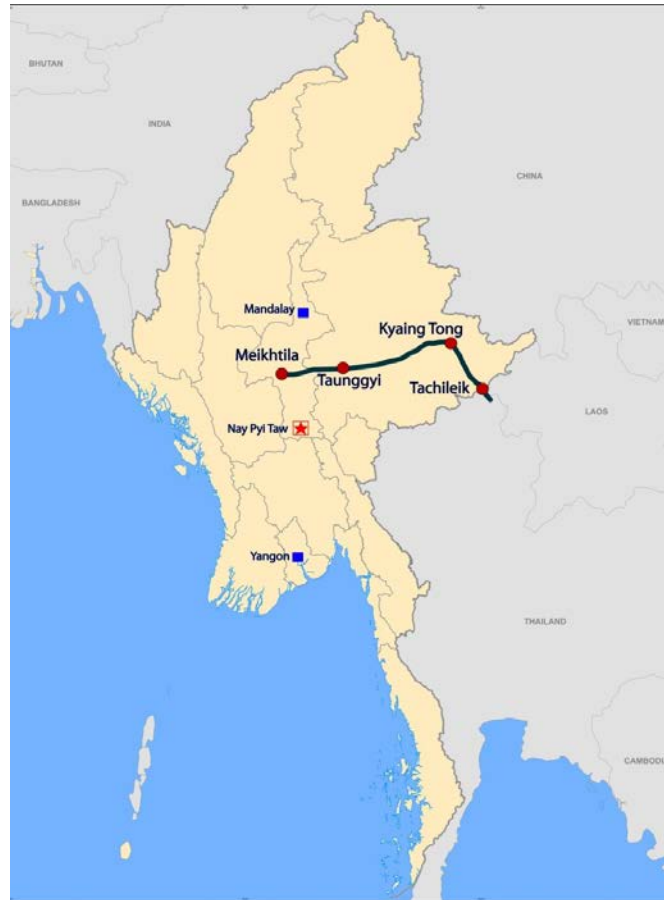 BHUTAN
INDIA
CHINA
BANGLADESH
Mandalay
VIETNAM
Kyaing Tong
Meikhtila
Taunggyi
Tachileik
LAOS
Nay Pyi Taw
Yangon
THAILAND
CAMBOD